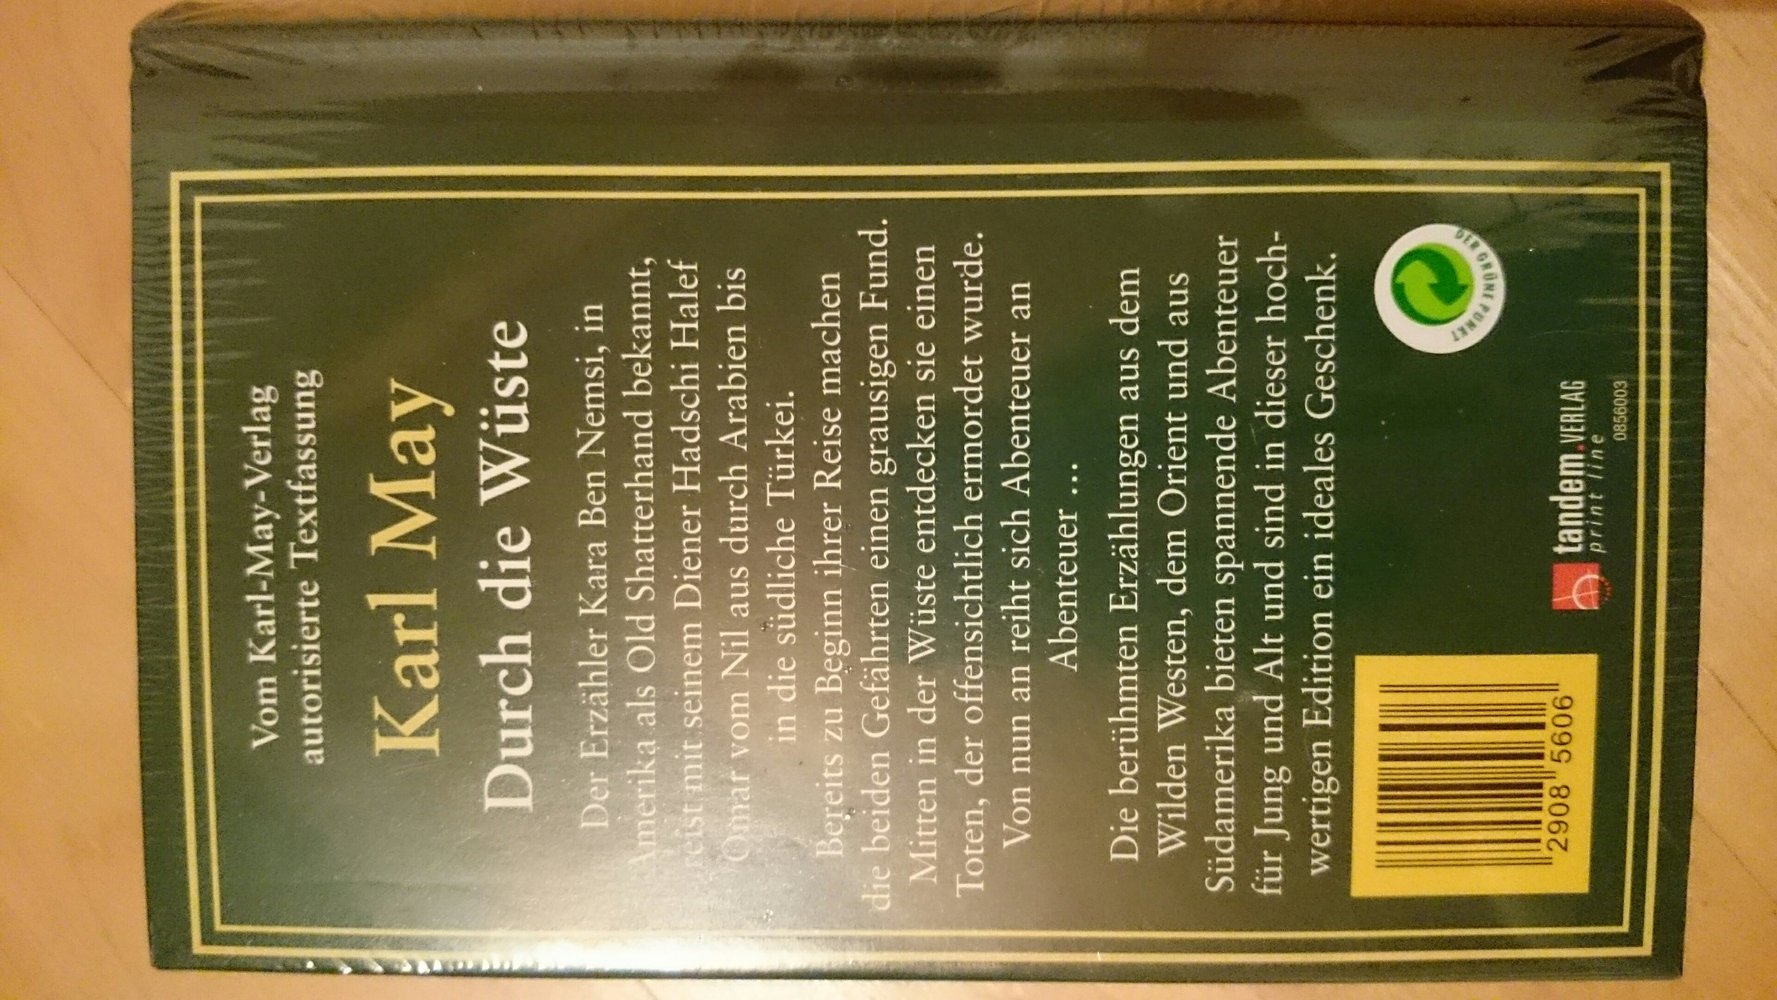 Vom Karl-May-Verlag
autorisierte Textfassung
Karl May
Durch die Wüste
Der Erzähler Kara Ben Nemsi, in
Amerika als Old Shatterhand bekannt,
reist mit seinem Diener Hadschi Halef
Omar vom Nil aus durch Arabien bis
in die südliche Türkei.
Bereits zu Beginn ihrer Reise machen
die beiden Gefährten einen grausigen Fund.
Mitten in der Wüste entdecken sie einen
Toten, der offensichtlich ermordet wurde.
Von nun an reiht sich Abenteuer an
Abenteuer ...
Die berühmten Erzählungen aus dem
Wilden Westen, dem Orient und aus
Südamerika bieten spannende Abenteuer
für Jung und Alt und sind in dieser hoch-
wertigen Edition ein ideales Geschenk.
2908 5606
tandem.VERLAG
print line
0856003
DER GRÜNE PUNKT